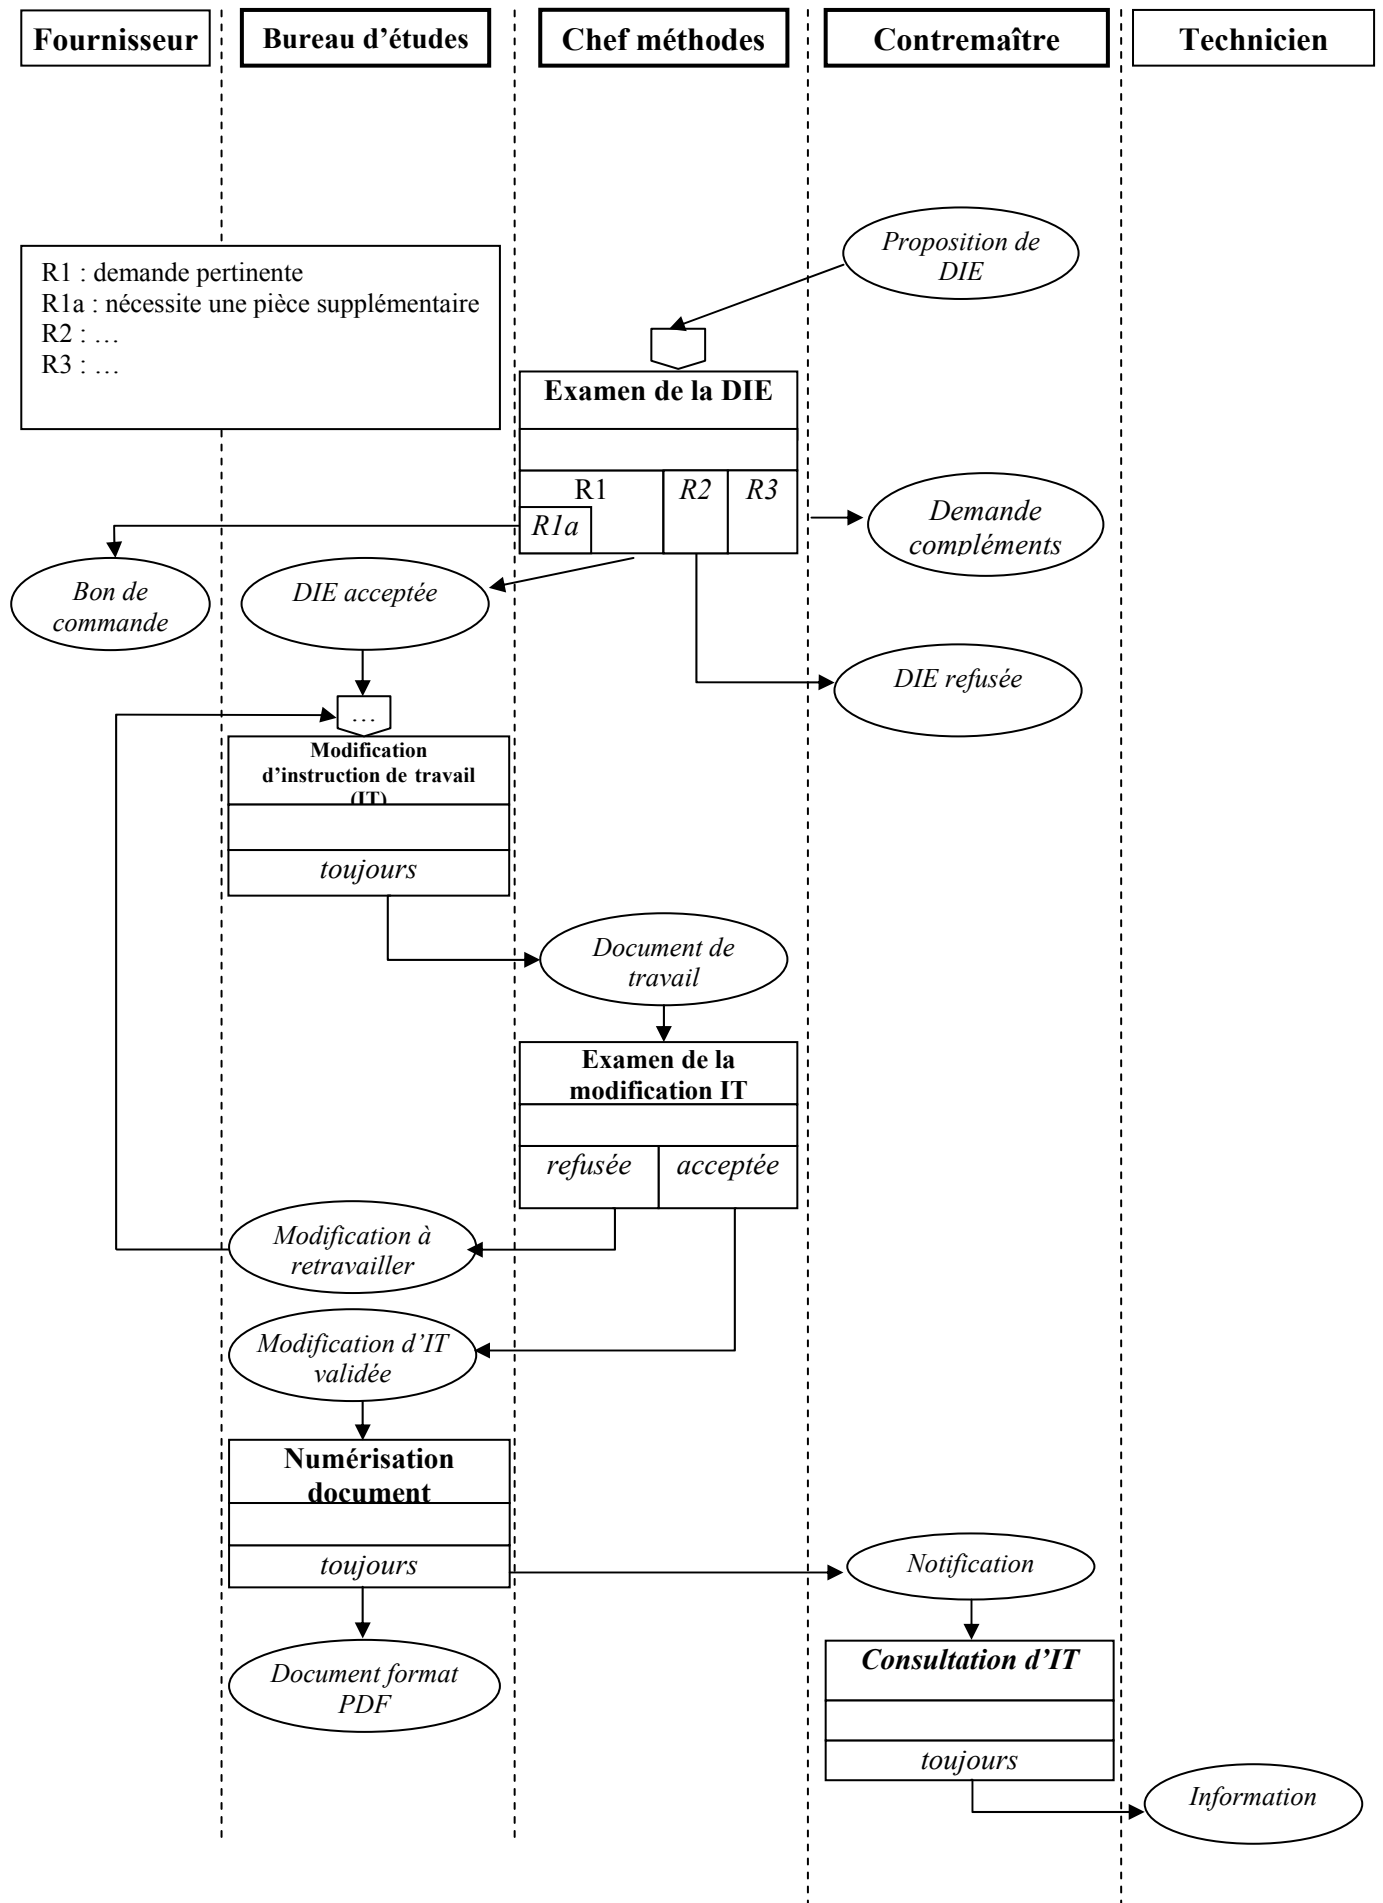 Fournisseur
Bureau d’études
Chef méthodes
Contremaître
Technicien
Proposition de
DIE
R1 : demande pertinente
R1a : nécessite une pièce supplémentaire
R2 : …
R3 : …
Examen de la DIE
R1
R2
R3
R1a
Demande
compléments
Bon de
commande
DIE acceptée
DIE refusée
…
Modification
d’instruction de travail
(IT)
toujours
Document de
travail
Examen de la
modification IT
refusée
acceptée
Modification à
retravailler
Modification d’IT
validée
Numérisation
document
toujours
Notification
Document format
PDF
Consultation d’IT
toujours
Information